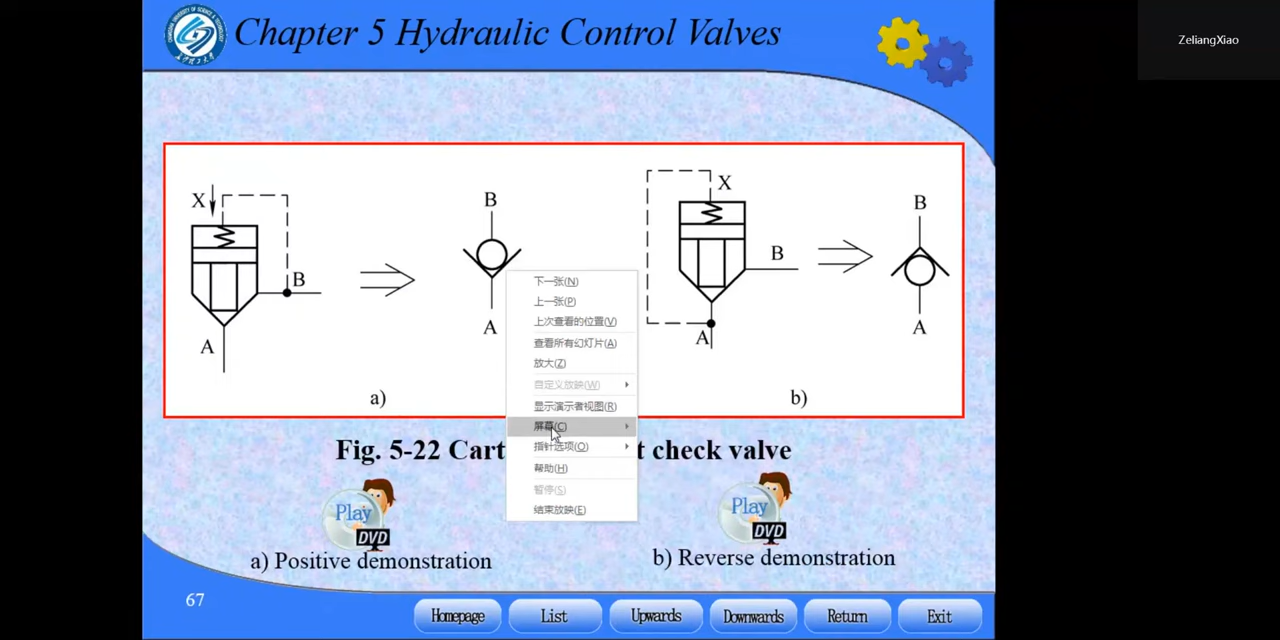 Chapter 5 Hydraulic Control Valves
ZeliangXiao
X
B
A
B
A
a)
X
B
A
B
A
b)
下一张(N)
上一张(P)
上次查看的位置(V)
查看所有幻灯片(A)
放大(Z)
自定义放映(W)
显示演示者视图(R)
屏幕(C)
指针选项(O)
帮助(H)
暂停(S)
结束放映(E)
Fig. 5-22 Cart t check valve
Play
DVD
Play
DVD
a) Positive demonstration
b) Reverse demonstration
67
Homepage
List
Upwards
Downwards
Return
Exit